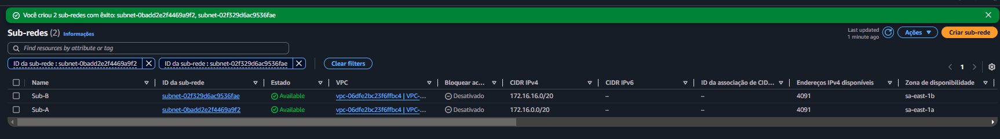 Você criou 2 sub-redes com êxito: subnet-0badd2e2f4469a9f2, subnet-02f329d6ac9536fae
Sub-redes (2) Informações
Last updated
1 minute ago
Ações
Criar sub-rede
Find resources by attribute or tag
ID da sub-rede : subnet-0badd2e2f4469a9f2
ID da sub-rede : subnet-02f329d6ac9536fae
Clear filters
1
Name ID da sub-rede Estado VPC Bloquear ac... CIDR IPv4 CIDR IPv6 ID da associação de CID... Endereços IPv4 disponíveis Zona de disponibilidade
Sub-B subnet-02f329d6ac9536fae Available vpc-06dfe2bc23f6ffbc4 | VPC-... Desativado 172.16.16.0/20 – – 4091 sa-east-1b
Sub-A subnet-0badd2e2f4469a9f2 Available vpc-06dfe2bc23f6ffbc4 | VPC-... Desativado 172.16.0.0/20 – – 4091 sa-east-1a